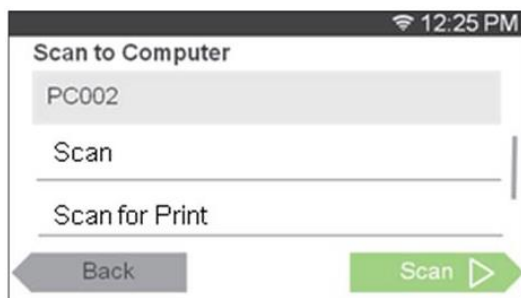 12:25 PM
Scan to Computer
PC002
Scan
Scan for Print
Back
Scan